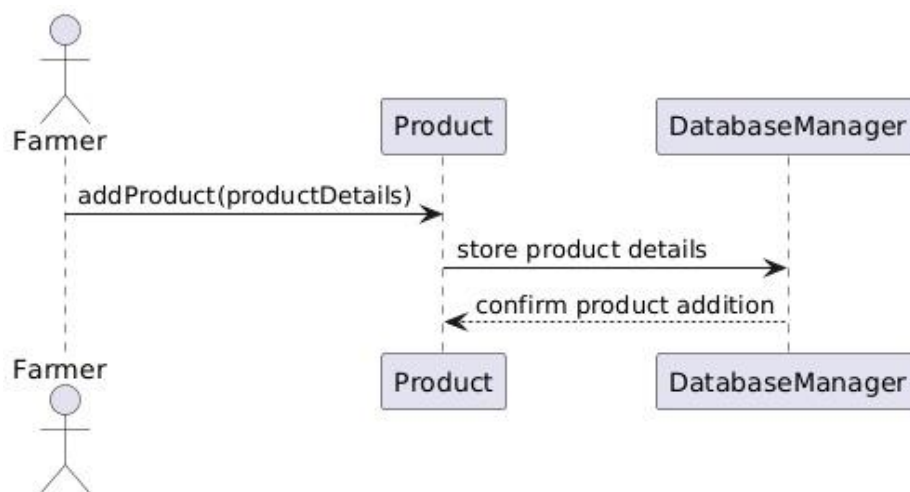 Farmer
Product
DatabaseManager
addProduct(productDetails)
store product details
confirm product addition
Farmer
Product
DatabaseManager